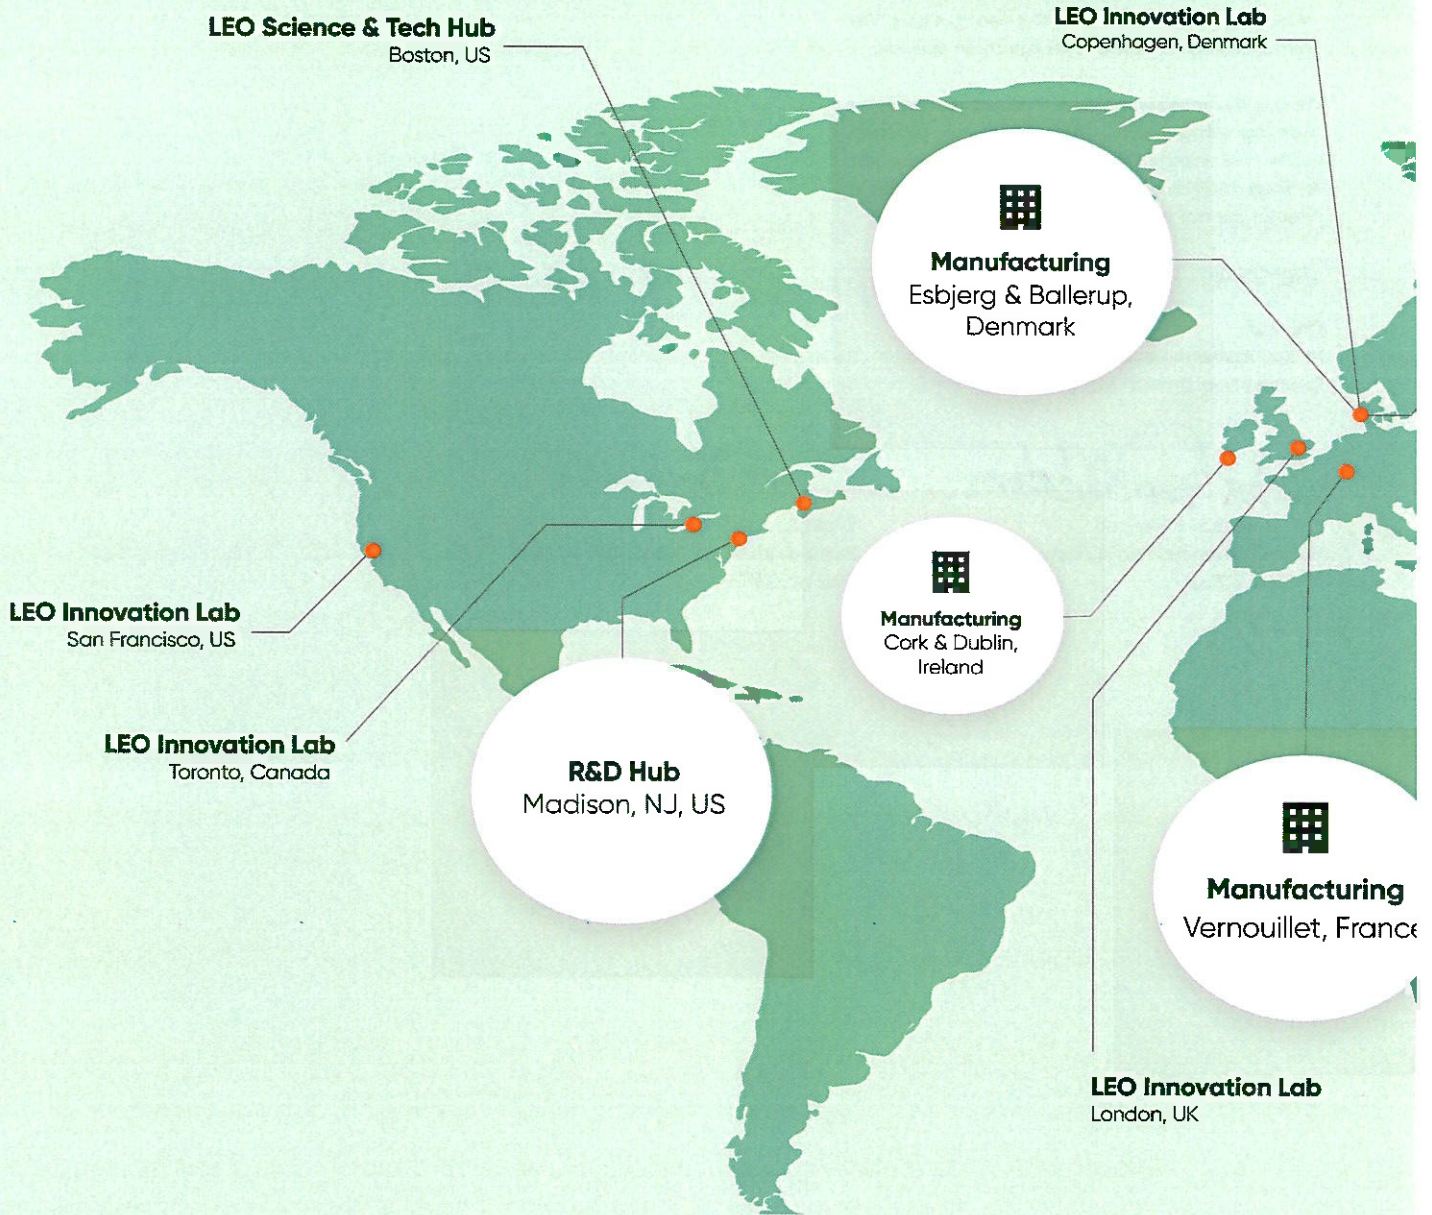 LEO Science & Tech Hub
Boston, US
LEO Innovation Lab
Copenhagen, Denmark
Manufacturing
Esbjerg & Ballerup,
Denmark
Manufacturing
Cork & Dublin,
Ireland
LEO Innovation Lab
San Francisco, US
LEO Innovation Lab
Toronto, Canada
R&D Hub
Madison, NJ, US
Manufacturing
Vernouillet, France
LEO Innovation Lab
London, UK